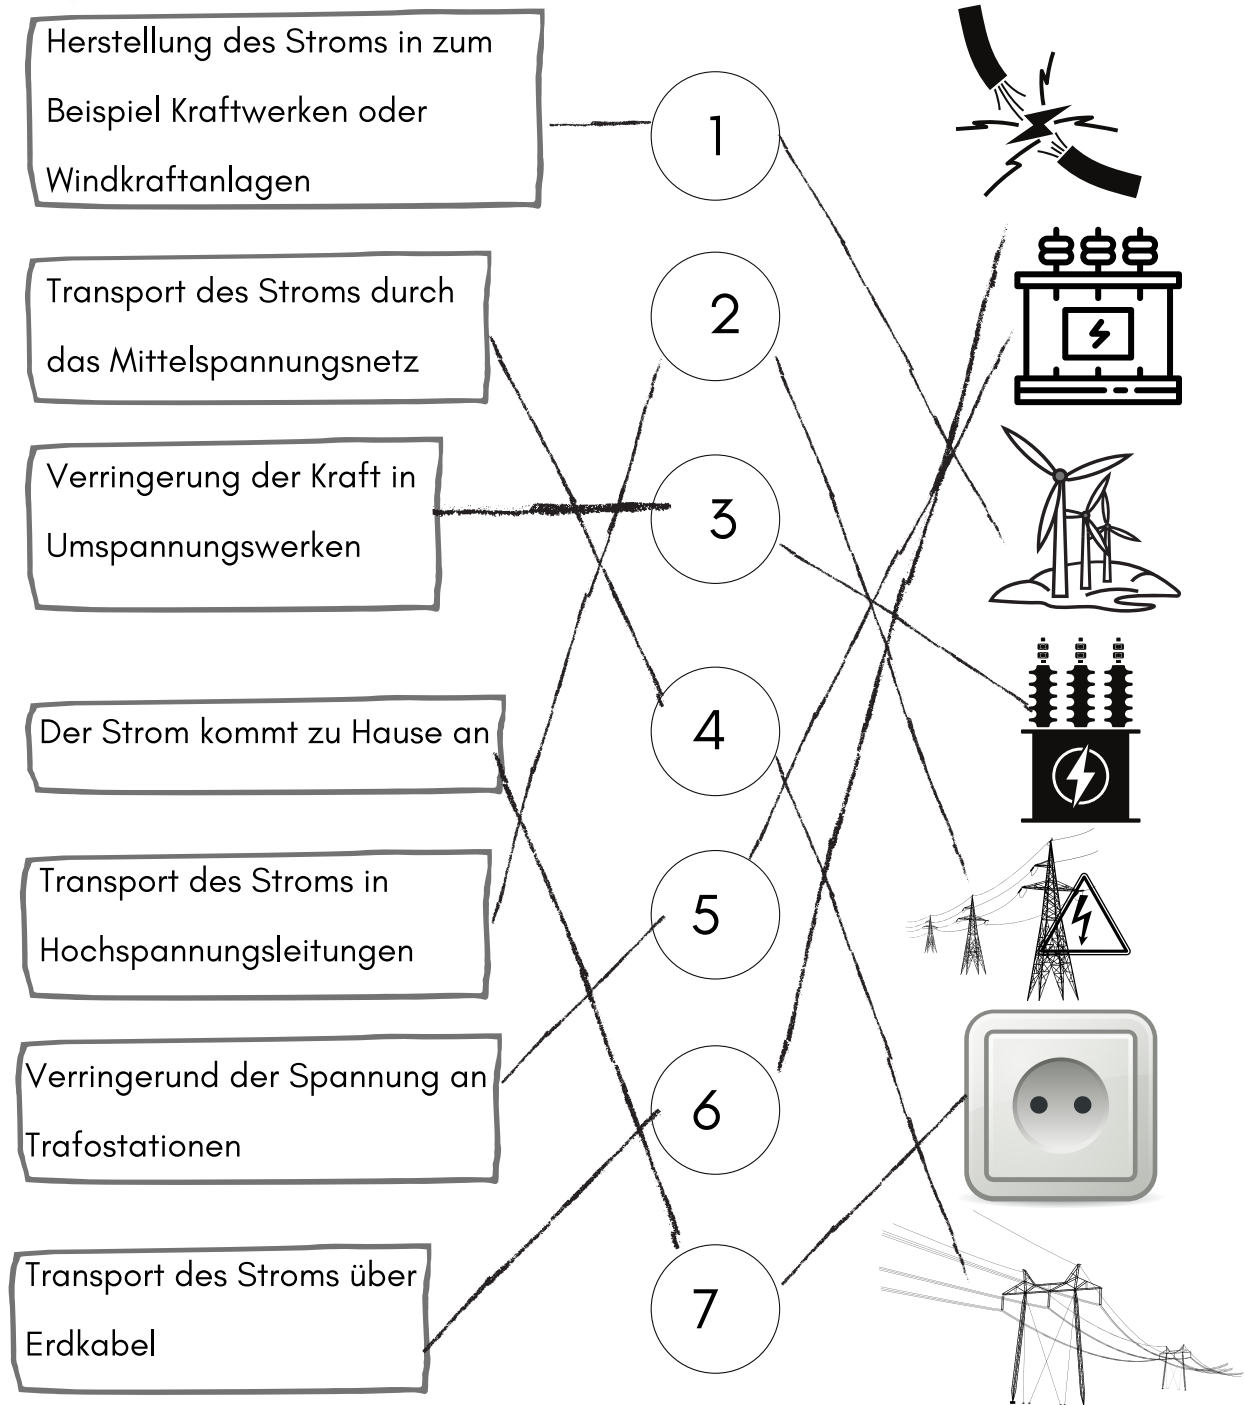 Herstellung des Stroms in zum
Beispiel Kraftwerken oder
Windkraftanlagen
Transport des Stroms durch
das Mittelspannungsnetz
Verringerung der Kraft in
Umspannungswerken
Der Strom kommt zu Hause an
Transport des Stroms in
Hochspannungsleitungen
Verringerund der Spannung an
Trafostationen
Transport des Stroms über
Erdkabel
1
2
3
4
5
6
7